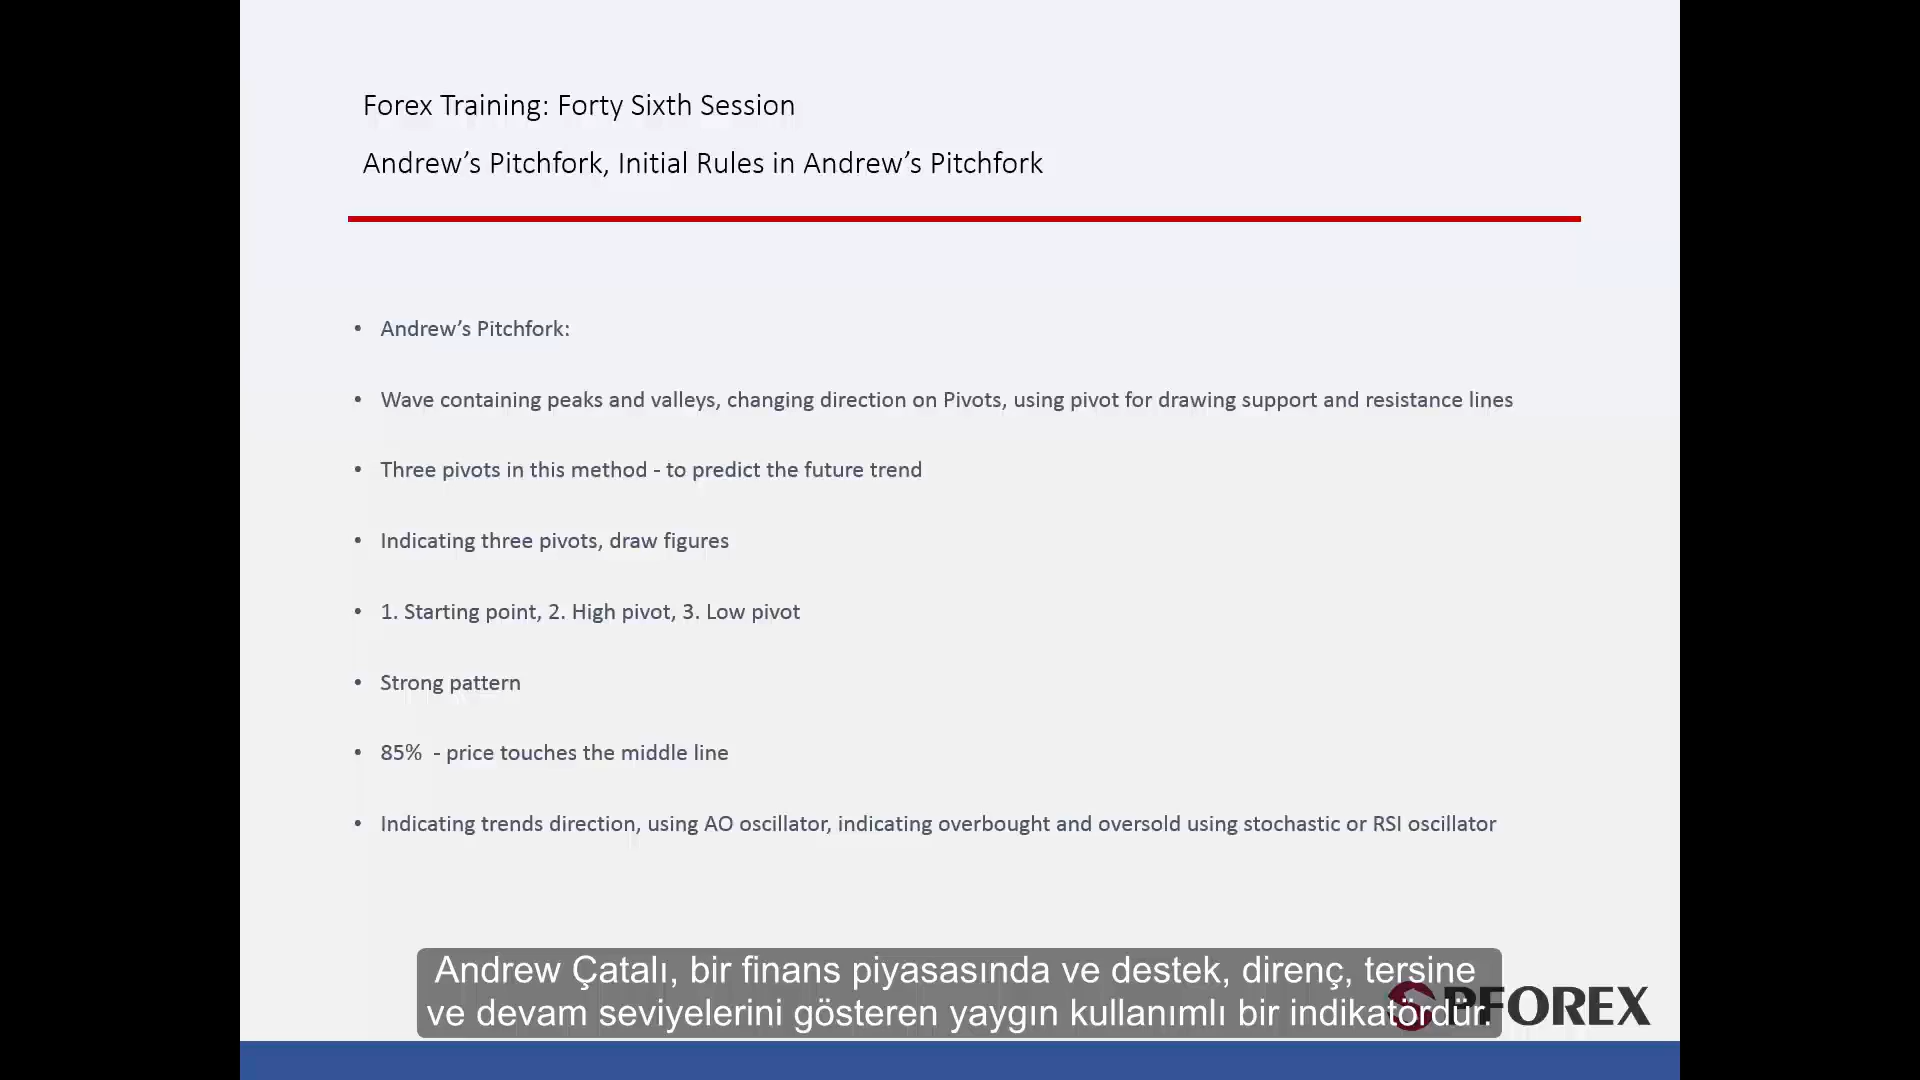 Forex Training: Forty Sixth Session
Andrew’s Pitchfork, Initial Rules in Andrew’s Pitchfork
• Andrew’s Pitchfork:
• Wave containing peaks and valleys, changing direction on Pivots, using pivot for drawing support and resistance lines
• Three pivots in this method - to predict the future trend
• Indicating three pivots, draw figures
• 1. Starting point, 2. High pivot, 3. Low pivot
• Strong pattern
• 85%  - price touches the middle line
• Indicating trends direction, using AO oscillator, indicating overbought and oversold using stochastic or RSI oscillator
Andrew Çatalı, bir finans piyasasında ve destek, direnç, tersine
ve devam seviyelerini gösteren yaygın kullanımlı bir indikatördür.
PFOREX